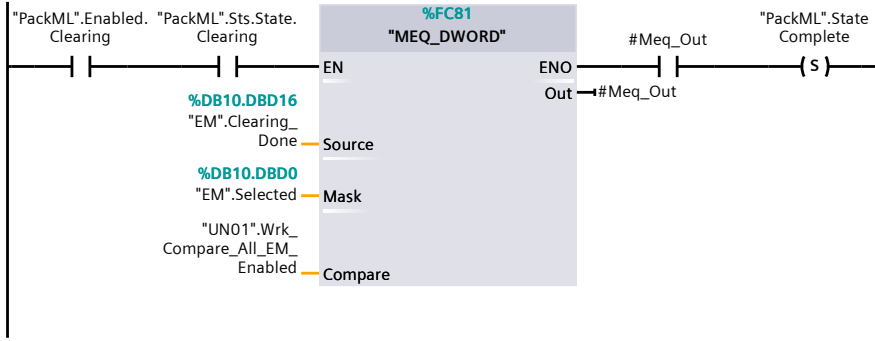 "PackML".Enabled.
Clearing
"PackML".Sts.State.
Clearing
%FC81
"MEQ_DWORD"
#Meq_Out
"PackML".State
Complete
S
EN
ENO
Out
#Meq_Out
%DB10.DBD16
"EM".Clearing_
Done
Source
%DB10.DBD0
"EM".Selected
Mask
"UN01".Wrk_
Compare_All_EM_
Enabled
Compare